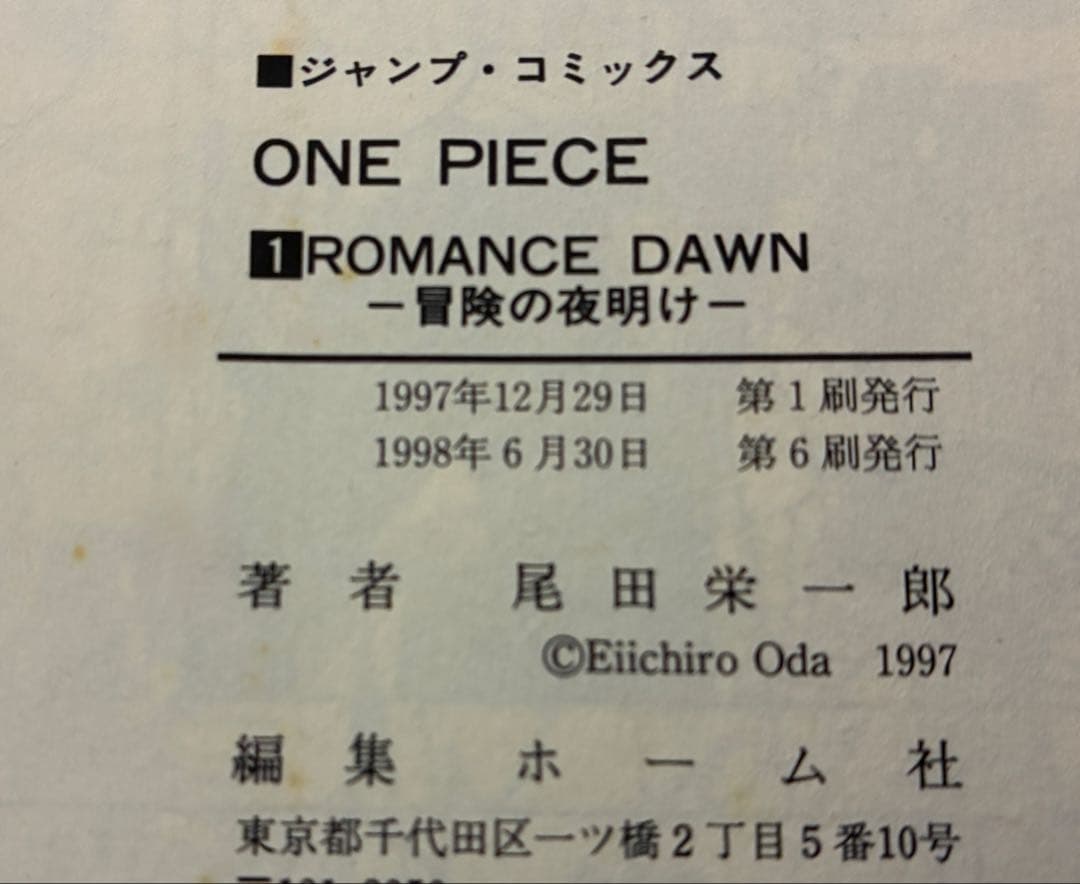 ■ジャンプ・コミックス
ONE PIECE
1 ROMANCE DAWN
ー冒険の夜明けー
1997年12月29日 第1刷発行
1998年6月30日 第6刷発行
著者 尾田栄一郎
©Eiichiro Oda 1997
編集 ホーム社
東京都千代田区一ツ橋2丁目5番10号